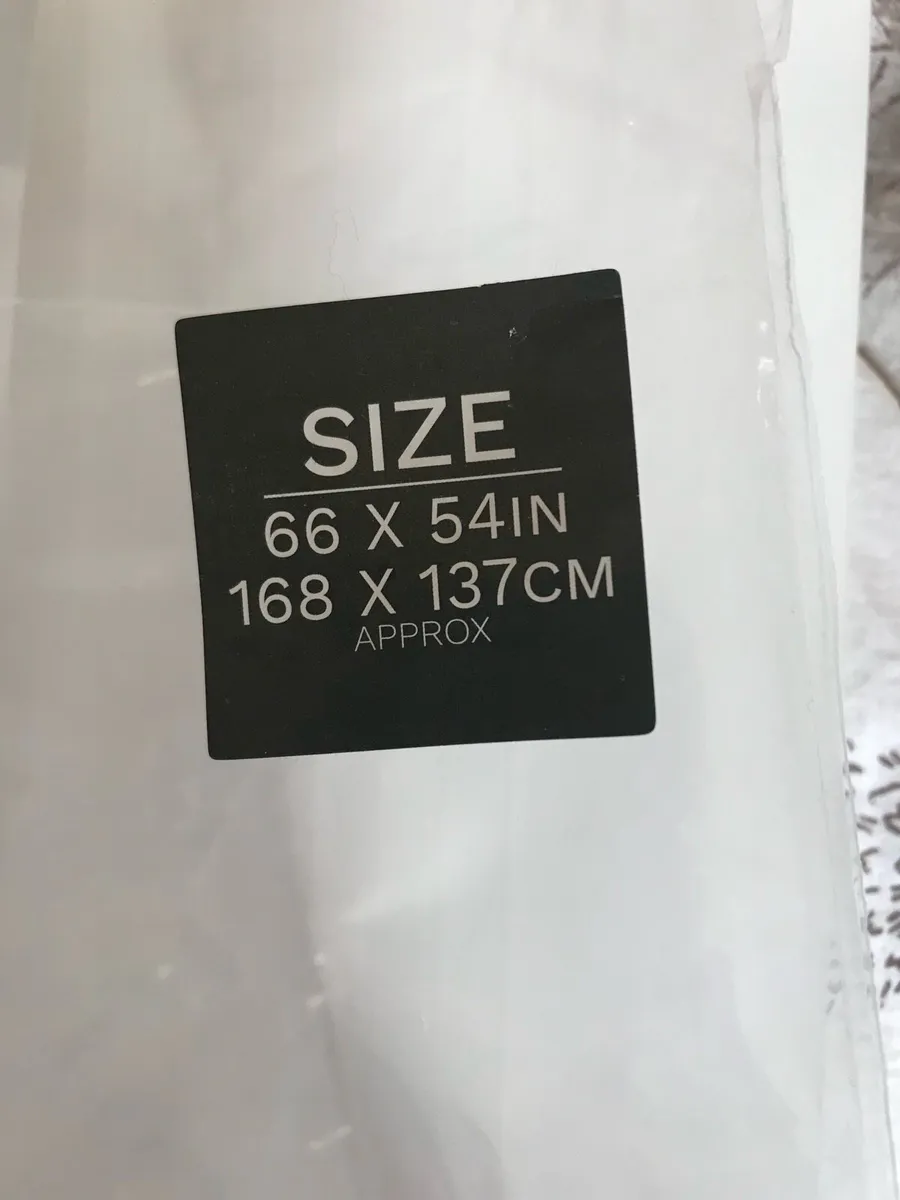 SIZE
66 X 54IN
168 X 137CM
APPROX